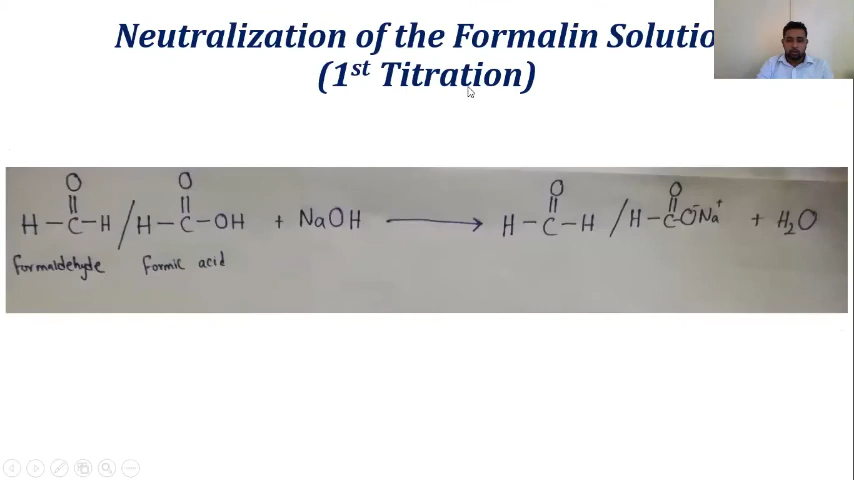 Neutralization of the Formalin Solutio
(1st Titration)
O O O O
H-C-H/H-C-OH + NaOH ⟶ H-C-H/H-C-O⁻Na⁺ + H₂O
formaldehyde formic acid